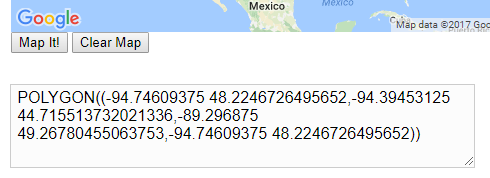 Mexico
México
Google
Map data ©2017 Goo
Map It!
Clear Map
POLYGON((-94.74609375 48.2246726495652,-94.39453125
44.715513732021336,-89.296875
49.26780455063753,-94.74609375 48.2246726495652))